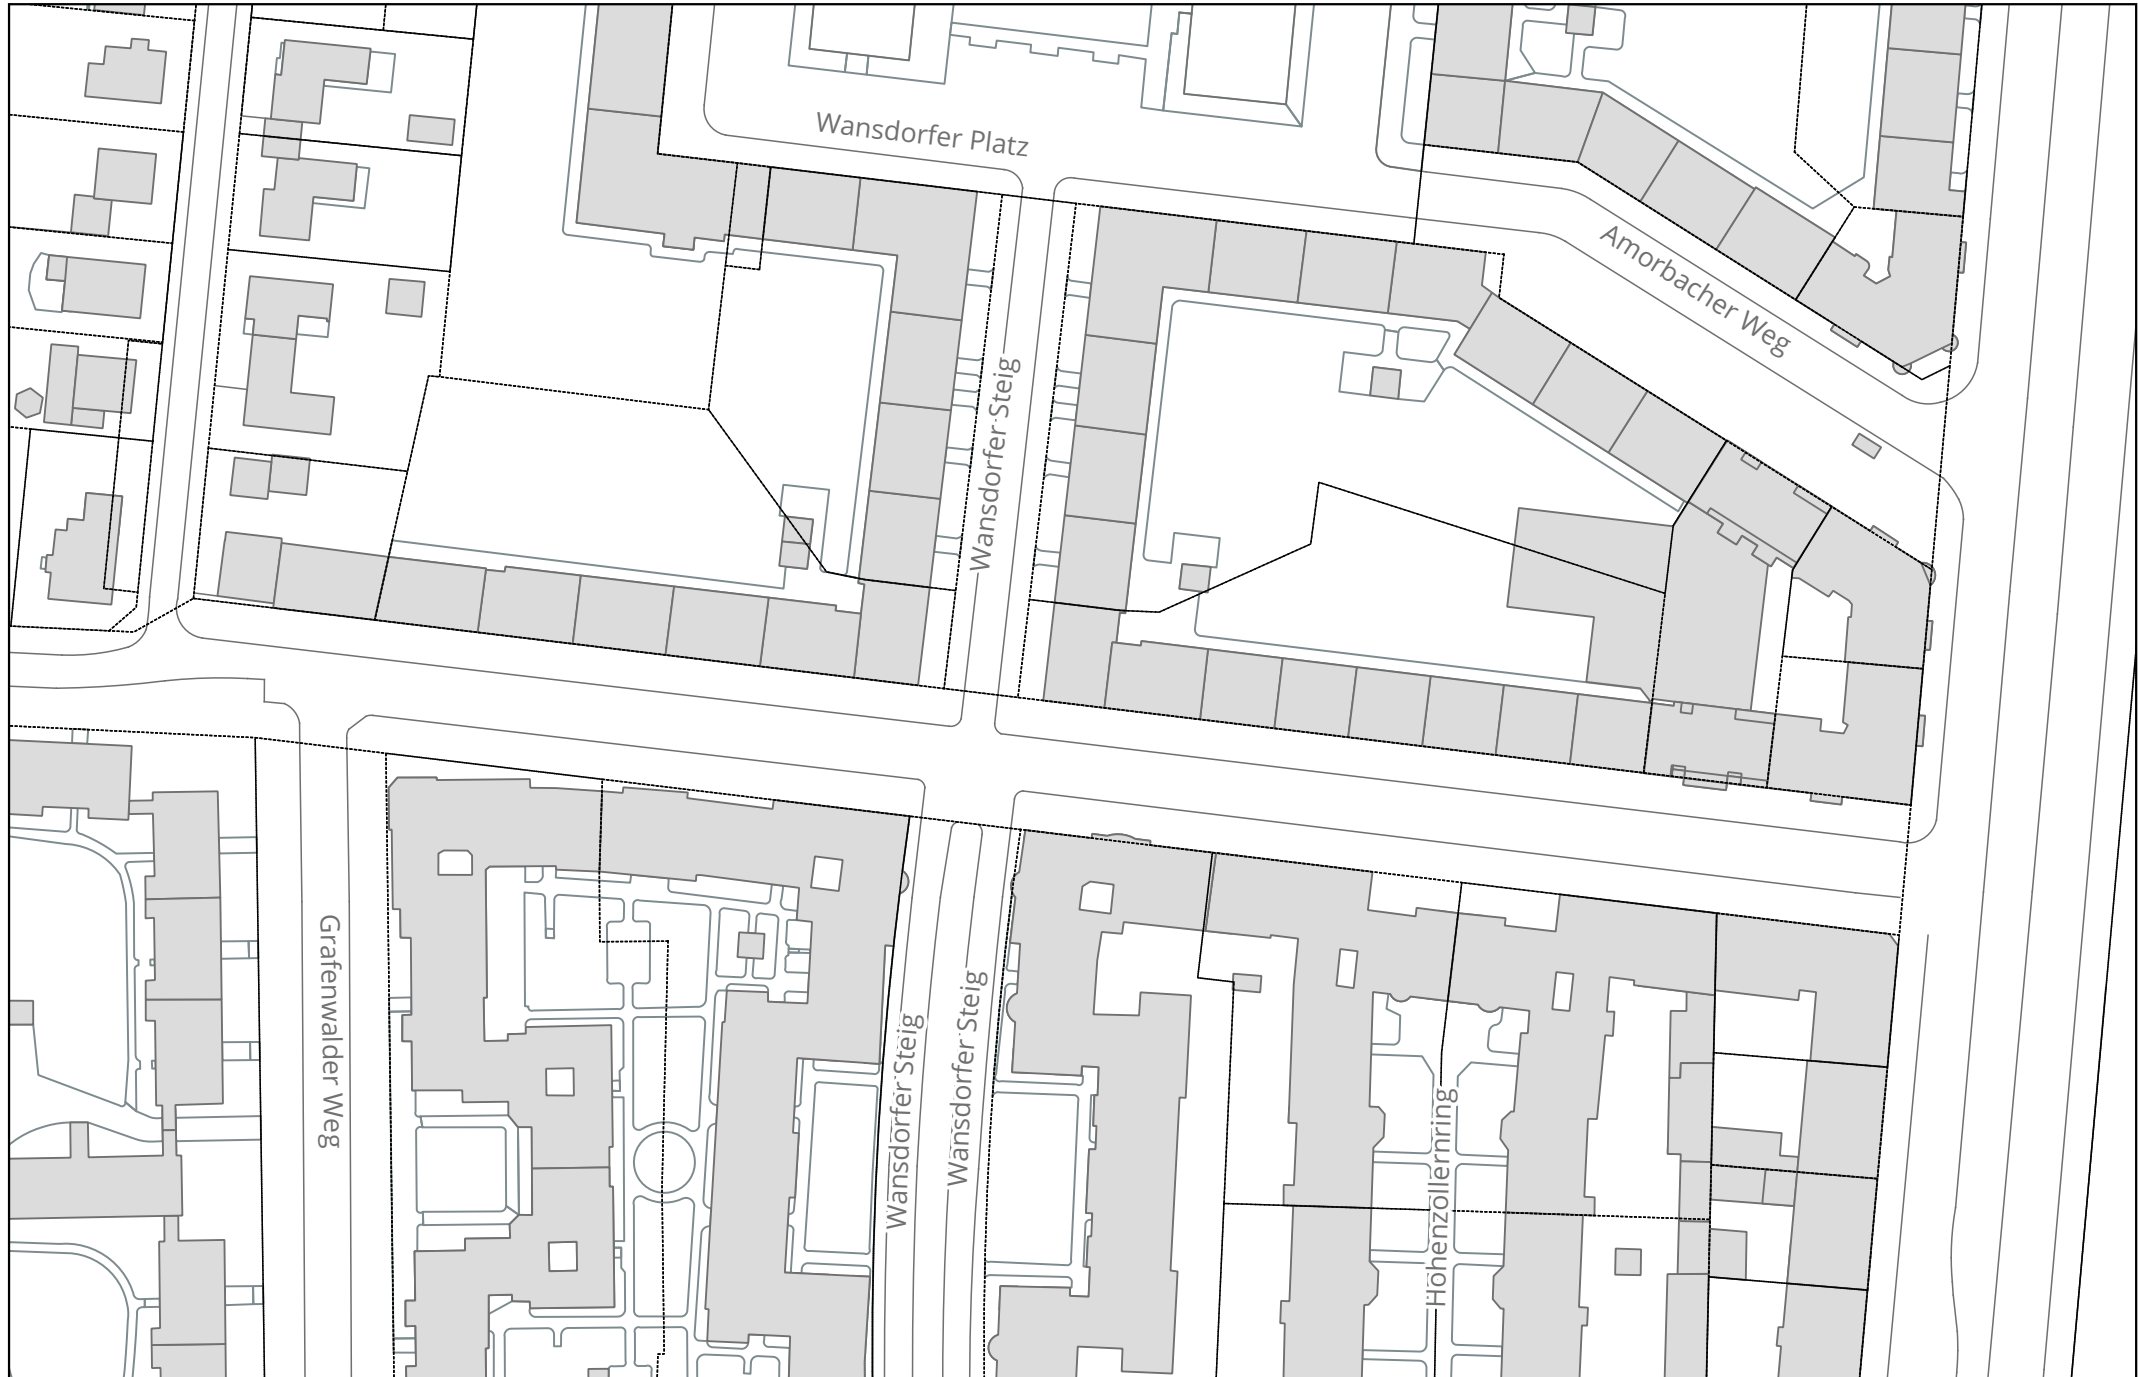 Wansdorfer Platz
Amorbacher Weg
Wansdorfer Steig
Grafenwalder Weg
Wansdorfer Steig
Wansdorfer Steig
Hohenzollernring